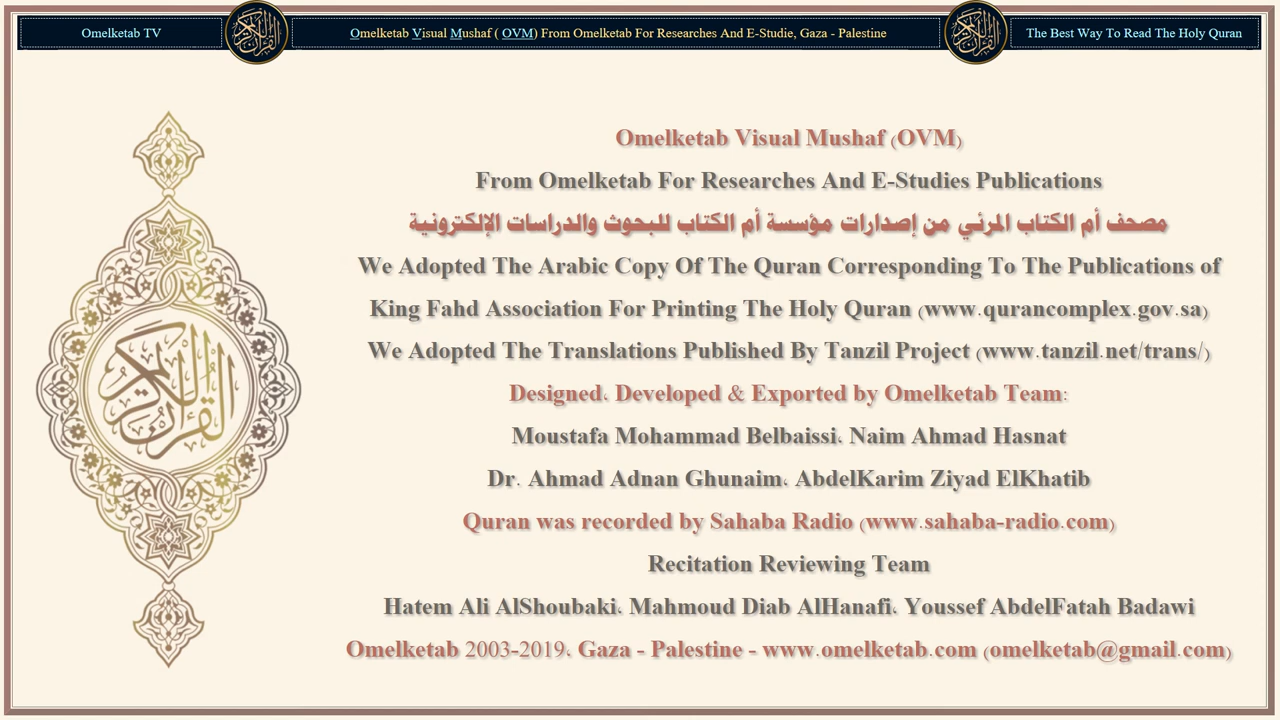 Omelketab TV
Omelketab Visual Mushaf ( OVM) From Omelketab For Researches And E-Studie, Gaza - Palestine
The Best Way To Read The Holy Quran
القرآن الكريم
Omelketab Visual Mushaf (OVM)
From Omelketab For Researches And E-Studies Publications
مصحف أم الكتاب المرئي من إصدارات مؤسسة أم الكتاب للبحوث والدراسات الإلكترونية
We Adopted The Arabic Copy Of The Quran Corresponding To The Publications of
King Fahd Association For Printing The Holy Quran (www.qurancomplex.gov.sa)
We Adopted The Translations Published By Tanzil Project (www.tanzil.net/trans/)
Designed، Developed & Exported by Omelketab Team:
Moustafa Mohammad Belbaissi، Naim Ahmad Hasnat
Dr. Ahmad Adnan Ghunaim، AbdelKarim Ziyad ElKhatib
Quran was recorded by Sahaba Radio (www.sahaba-radio.com)
Recitation Reviewing Team
Hatem Ali AlShoubaki، Mahmoud Diab AlHanafi، Youssef AbdelFatah Badawi
Omelketab 2003-2019، Gaza - Palestine - www.omelketab.com (omelketab@gmail.com)